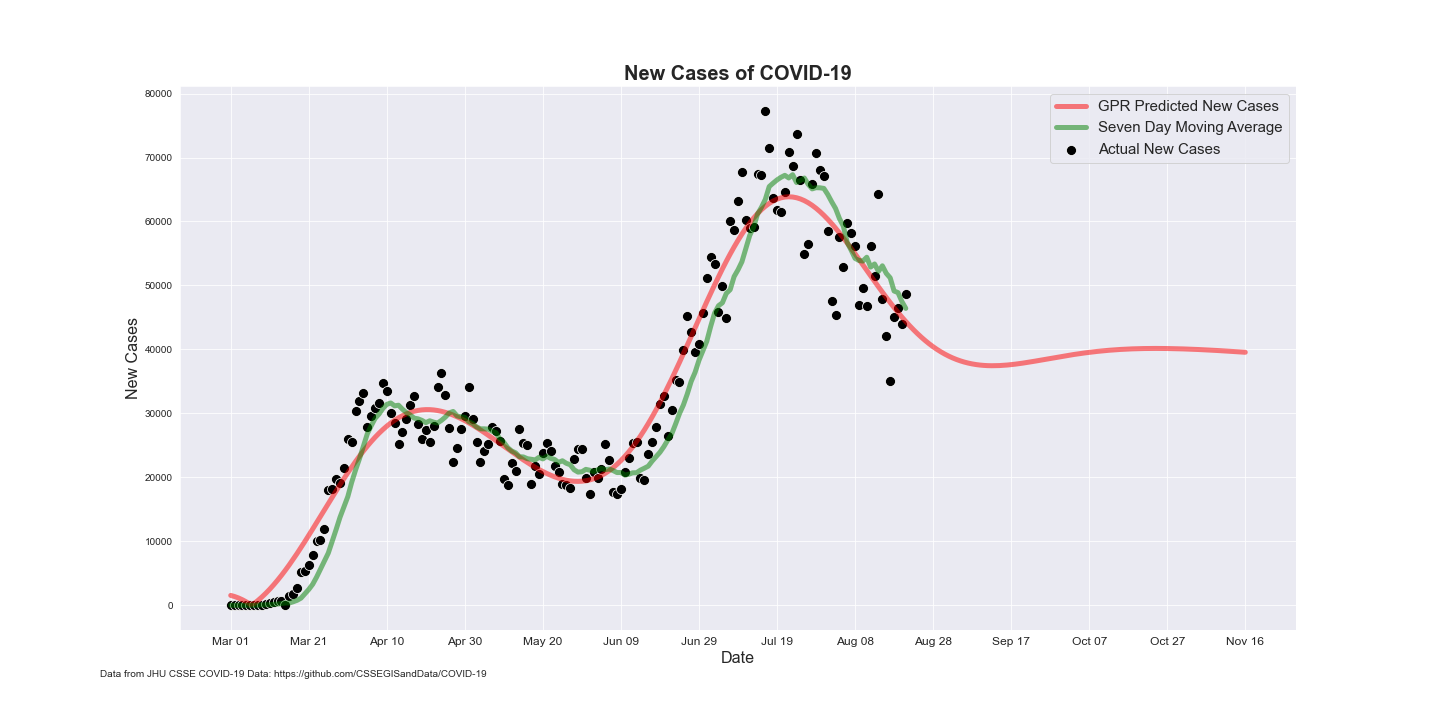 New Cases of COVID-19
GPR Predicted New Cases
Seven Day Moving Average
Actual New Cases
80000
70000
60000
50000
40000
30000
20000
10000
0
New Cases
Mar 01 Mar 21 Apr 10 Apr 30 May 20 Jun 09 Jun 29 Jul 19 Aug 08 Aug 28 Sep 17 Oct 07 Oct 27 Nov 16
Date
Data from JHU CSSE COVID-19 Data: https://github.com/CSSEGISandData/COVID-19